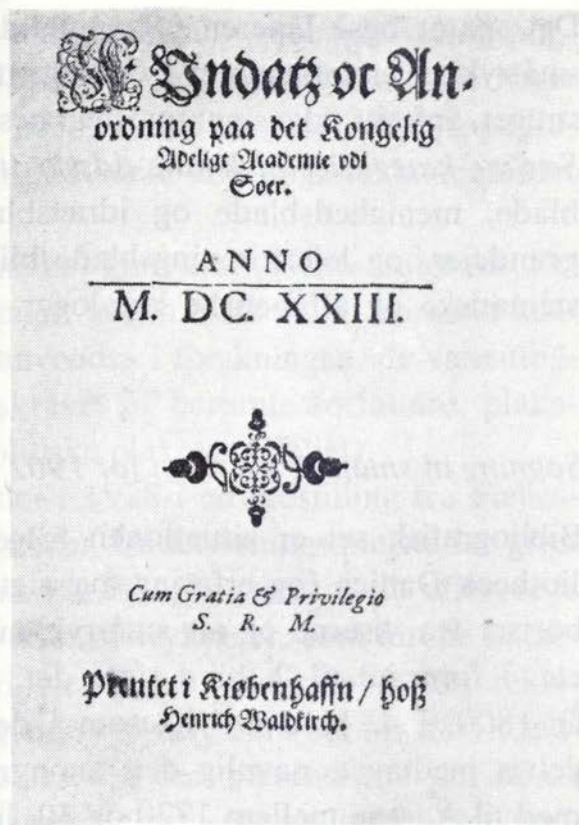 FUndatz oc An-
ordning paa det Kongelig
Adelige Academie vdi
Soer.
ANNO
M. DC. XXIII.
Cum Gratia & Privilegio
S. R. M.
Prentet i Kiøbenhaffn / hoß
Henrich Waldkirch.